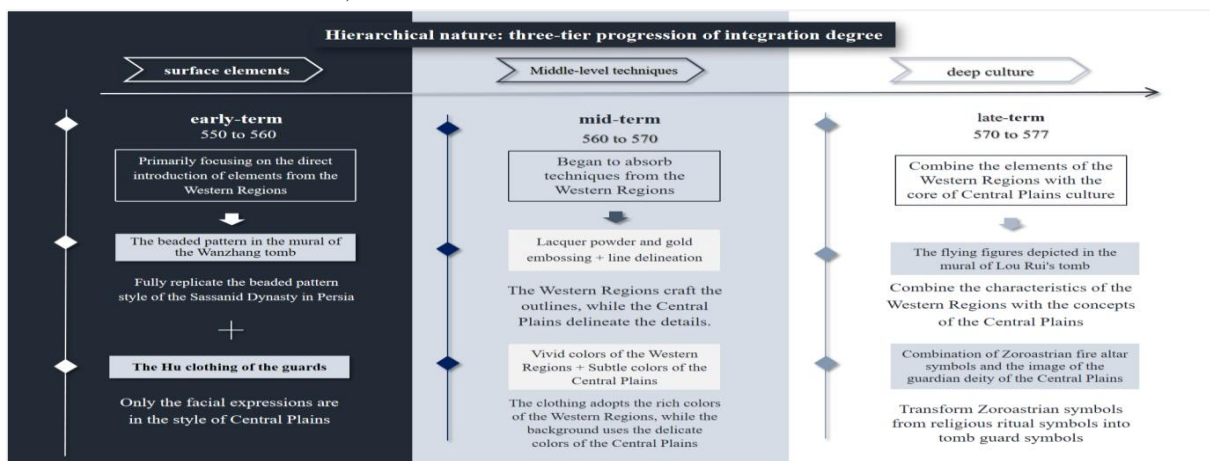 Hierarchical nature: three-tier progression of integration degree
surface elements
Middle-level techniques
deep culture
early-term
550 to 560
Primarily focusing on the direct
introduction of elements from the
Western Regions
The beaded pattern in the mural of
the Wanzhang tomb
Fully replicate the beaded pattern
style of the Sassanid Dynasty in Persia
The Hu clothing of the guards
Only the facial expressions are
in the style of Central Plains
mid-term
560 to 570
Began to absorb
techniques from the
Western Regions
Lacquer powder and gold
embossing + line delineation
The Western Regions craft the
outlines, while the Central
Plains delineate the details.
Vivid colors of the Western
Regions + Subtle colors of the
Central Plains
The clothing adopts the rich colors
of the Western Regions, while the
background uses the delicate
colors of the Central Plains
late-term
570 to 577
Combine the elements of the
Western Regions with the
core of Central Plains culture
The flying figures depicted in the
mural of Lou Rui's tomb
Combine the characteristics of the
Western Regions with the concepts
of the Central Plains
Combination of Zoroastrian fire altar
symbols and the image of the
guardian deity of the Central Plains
Transform Zoroastrian symbols
from religious ritual symbols into
tomb guard symbols